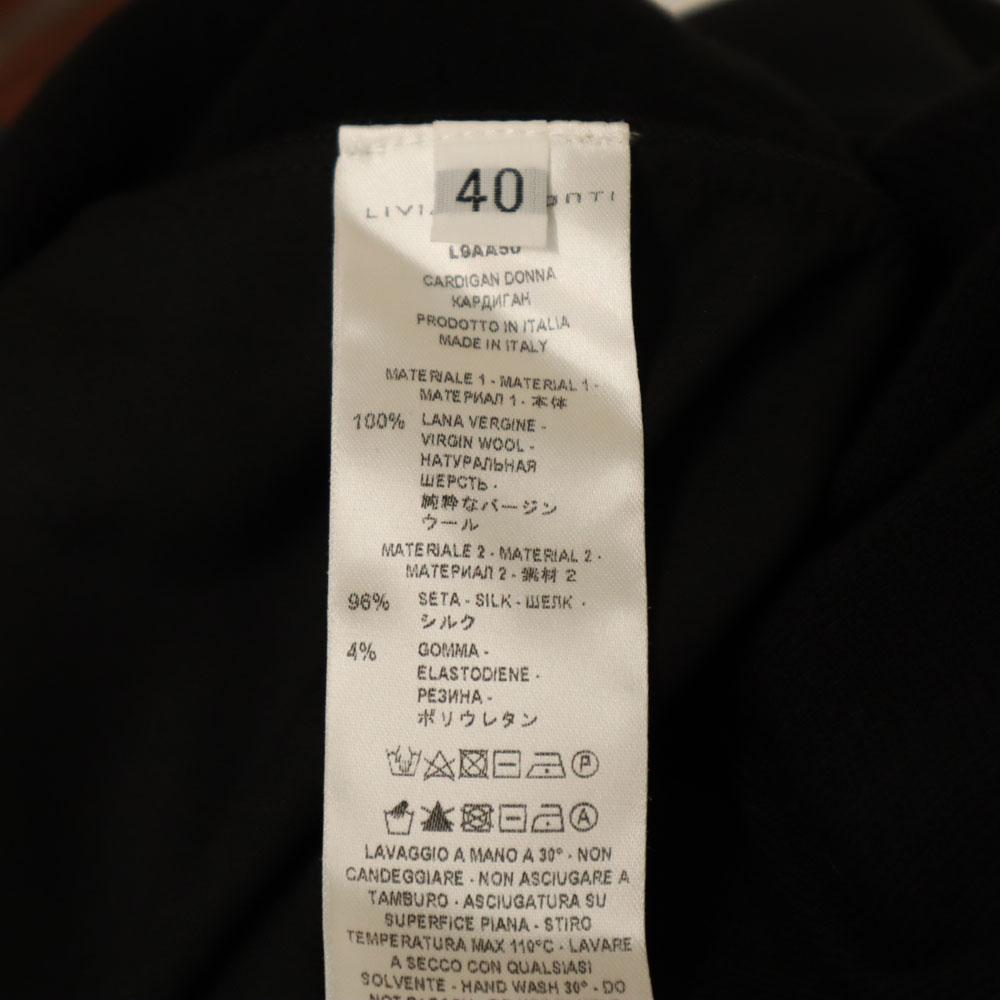 40
CARDIGAN DONNA
КАРДИГАН
PRODOTTO IN ITALIA
MADE IN ITALY
MATERIALE 1 - MATERIAL 1 -
МАТЕРИАЛ 1 - 本体
100% LANA VERGINE -
VIRGIN WOOL -
НАТУРАЛЬНАЯ
ШЕРСТЬ -
純粋なバージン
ウール
MATERIALE 2 - MATERIAL 2 -
МАТЕРИАЛ 2 - 素材 2
96% SETA - SILK - ШЕЛК -
シルク
4% GOMMA -
ELASTODIENE -
РЕЗИНА -
ポリウレタン
P
A
LAVAGGIO A MANO A 30° - NON
CANDEGGIARE - NON ASCIUGARE A
TAMBURO - ASCIUGATURA SU
SUPERFICE PIANA - STIRO
TEMPERATURA MAX 110°C - LAVARE
A SECCO CON QUALSIASI
SOLVENTE - HAND WASH 30° - DO